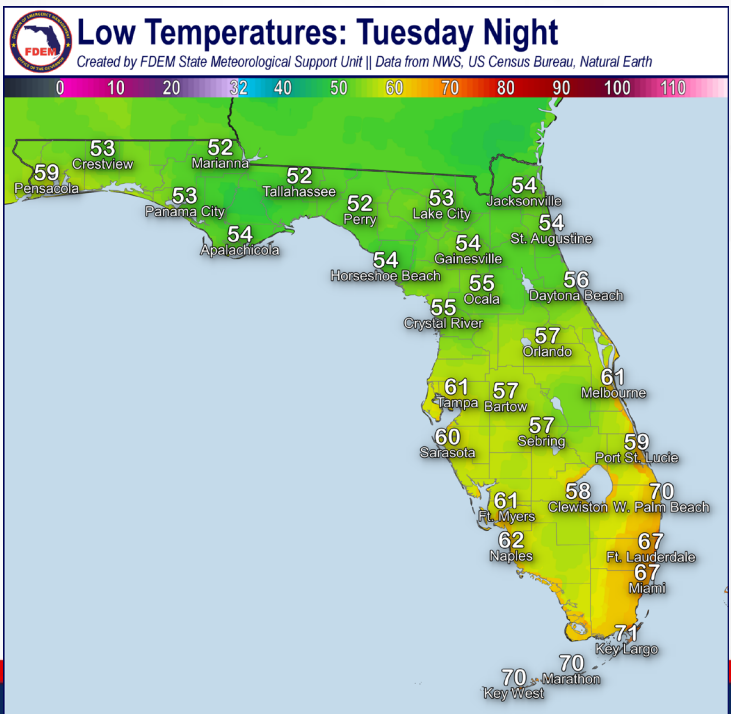 Low Temperatures: Tuesday Night
Created by FDEM State Meteorological Support Unit || Data from NWS, US Census Bureau, Natural Earth
FDEM
0 10 20 32 40 50 60 70 80 90 100 110
53
Crestview
52
Marianna
59
Pensacola
52
Tallahassee
53
Panama City
52
Perry
53
Lake City
54
Jacksonville
54
Apalachicola
54
St. Augustine
54
Gainesville
54
Horseshoe Beach
55
Ocala
56
Daytona Beach
55
Crystal River
57
Orlando
61
Tampa
57
Bartow
61
Melbourne
60
Sarasota
57
Sebring
59
Port St. Lucie
61
Ft. Myers
58
Clewiston
70
W. Palm Beach
62
Naples
67
Ft. Lauderdale
67
Miami
71
Key Largo
70
Marathon
70
Key West